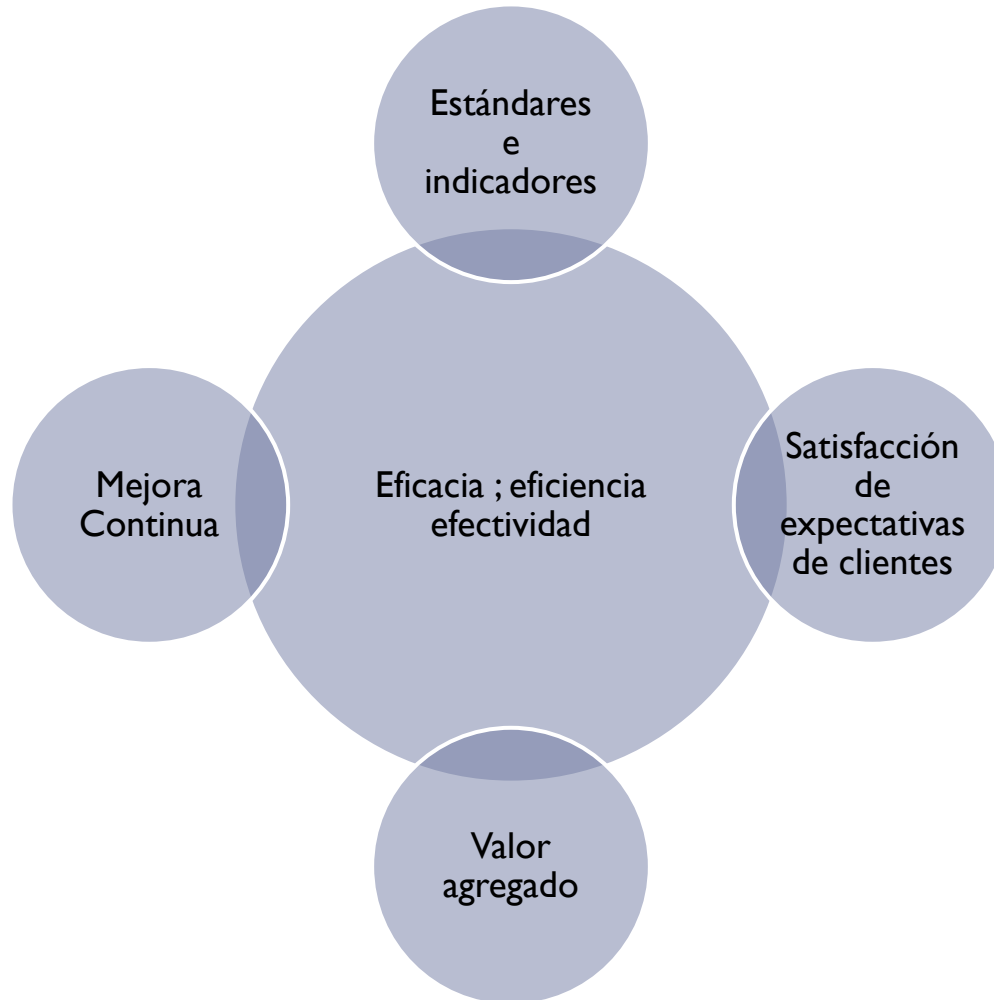 Estándares
e
indicadores
Mejora
Continua
Eficacia ; eficiencia
efectividad
Satisfacción
de
expectativas
de clientes
Valor
agregado